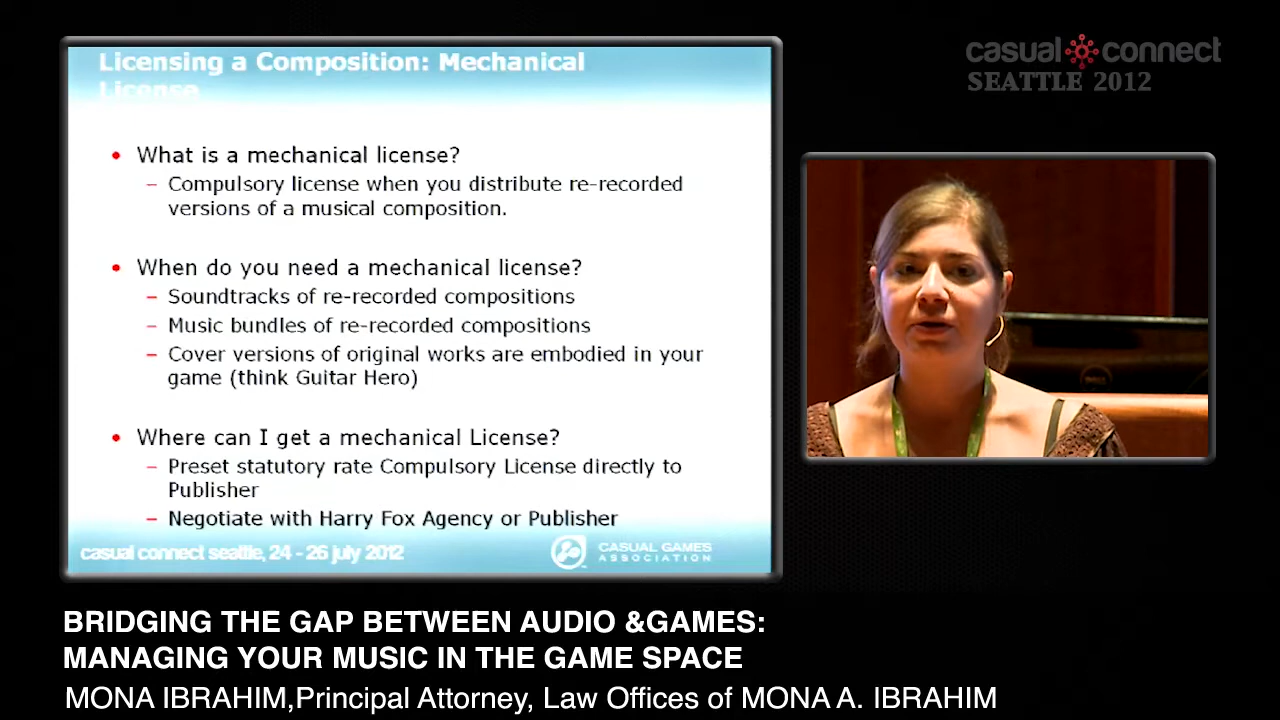 Licensing a Composition: Mechanical
License
casual connect
SEATTLE 2012
• What is a mechanical license?
– Compulsory license when you distribute re-recorded
versions of a musical composition.
• When do you need a mechanical license?
– Soundtracks of re-recorded compositions
– Music bundles of re-recorded compositions
– Cover versions of original works are embodied in your
game (think Guitar Hero)
• Where can I get a mechanical License?
– Preset statutory rate Compulsory License directly to
Publisher
– Negotiate with Harry Fox Agency or Publisher
casual connect seattle, 24 - 26 july 2012
CASUAL GAMES
ASSOCIATION
BRIDGING THE GAP BETWEEN AUDIO &GAMES:
MANAGING YOUR MUSIC IN THE GAME SPACE
MONA IBRAHIM,Principal Attorney, Law Offices of MONA A. IBRAHIM